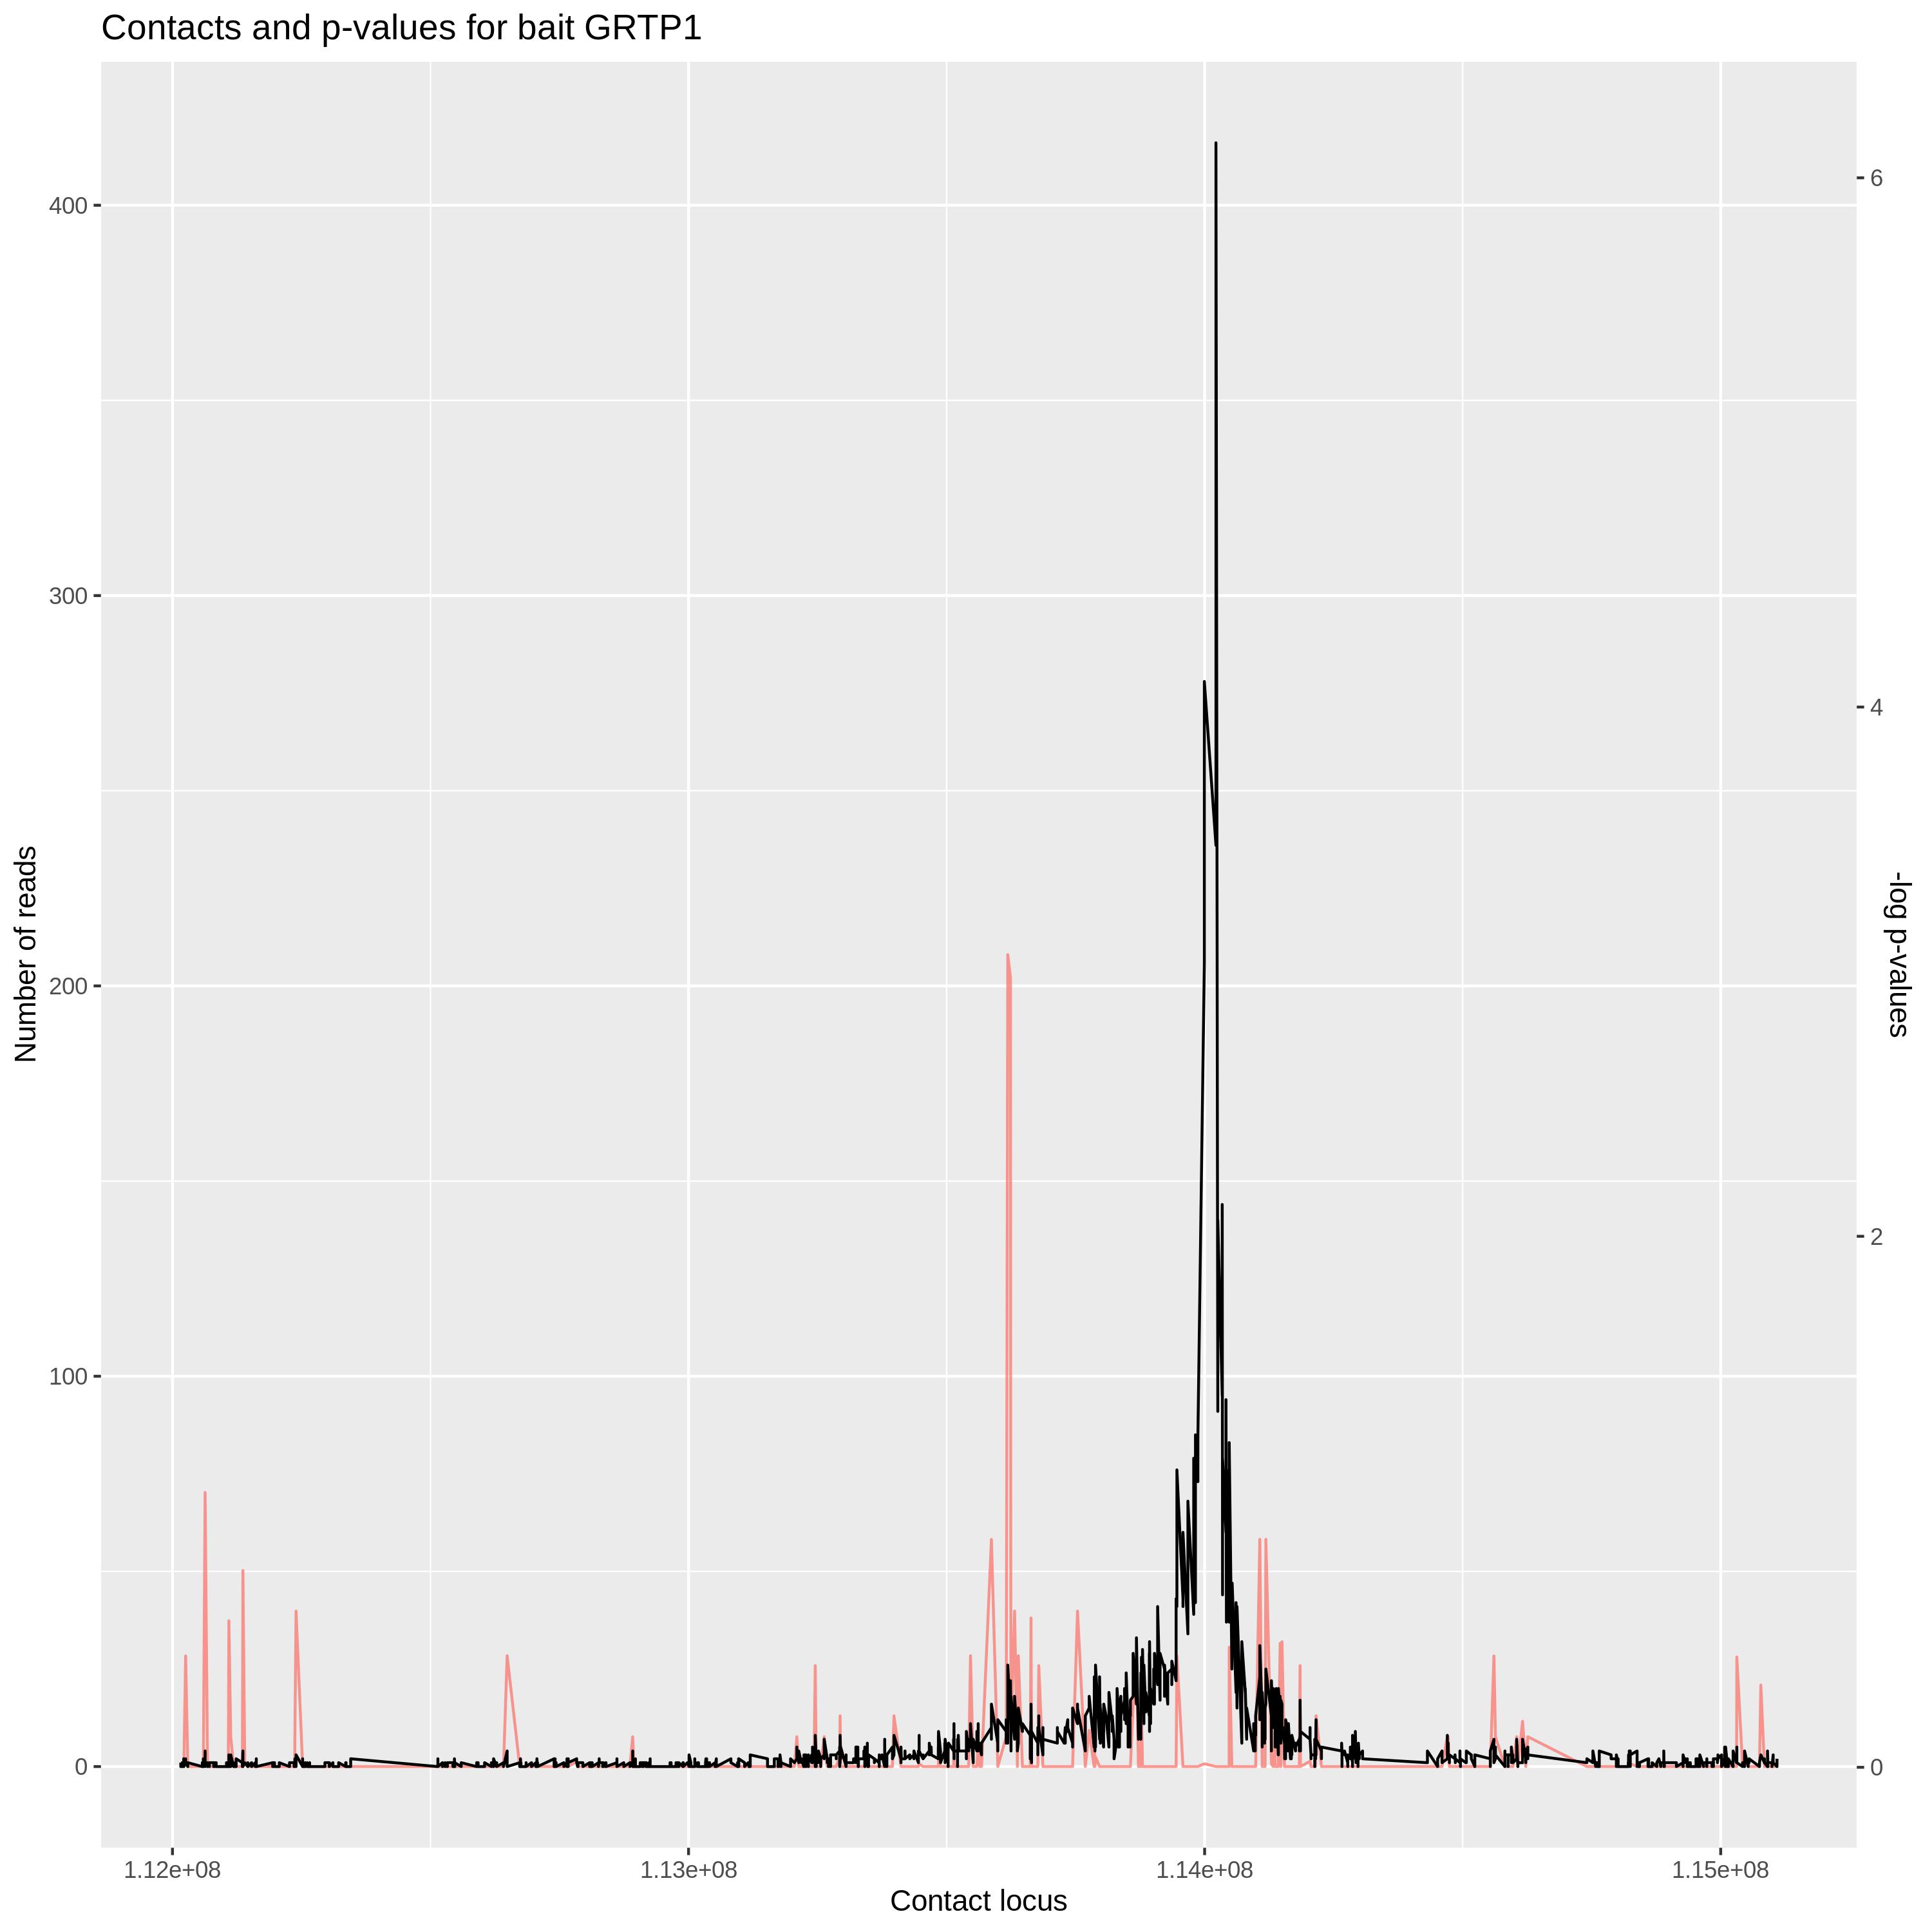 Contacts and p-values for bait GRTP1
400
300
200
100
0
6
4
2
0
Number of reads
-log p-values
1.12e+08
1.13e+08
1.14e+08
1.15e+08
Contact locus